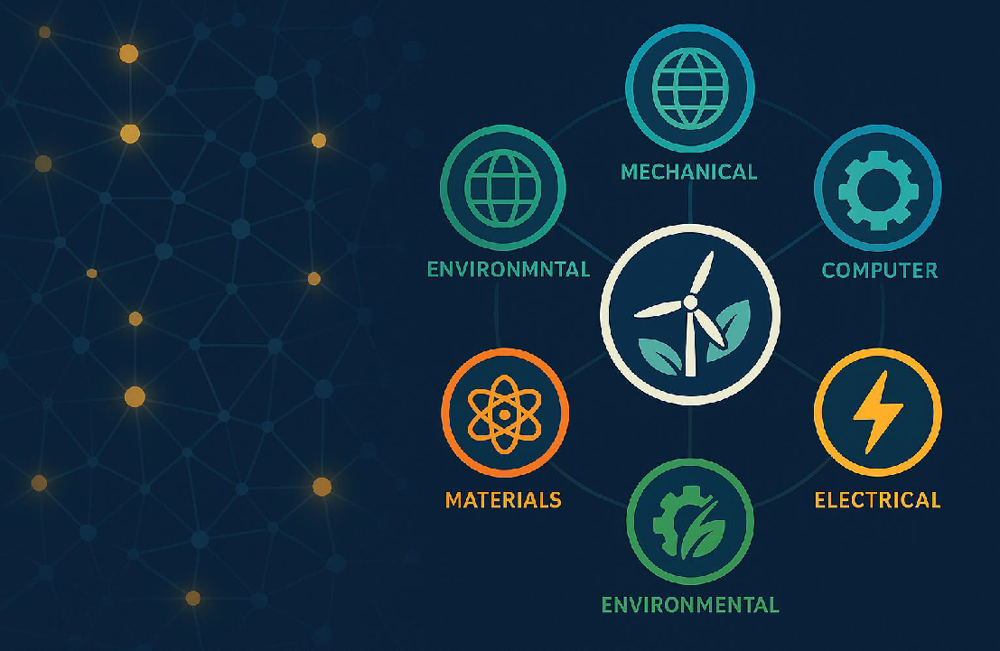 MECHANICAL
ENVIRONMNTAL
COMPUTER
MATERIALS
ELECTRICAL
ENVIRONMENTAL